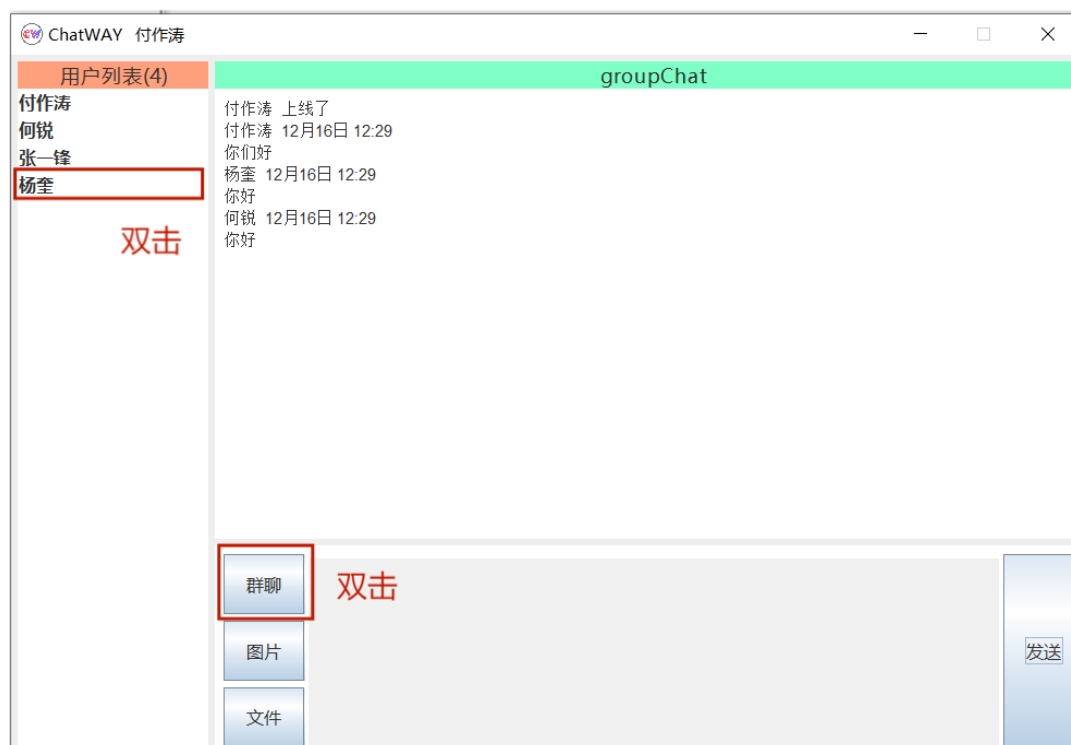 ChatWAY 付作涛
用户列表(4)
付作涛
何锐
张一锋
杨奎
双击
groupChat
付作涛 上线了
付作涛 12月16日 12:29
你们好
杨奎 12月16日 12:29
你好
何锐 12月16日 12:29
你好
群聊
双击
图片
文件
发送